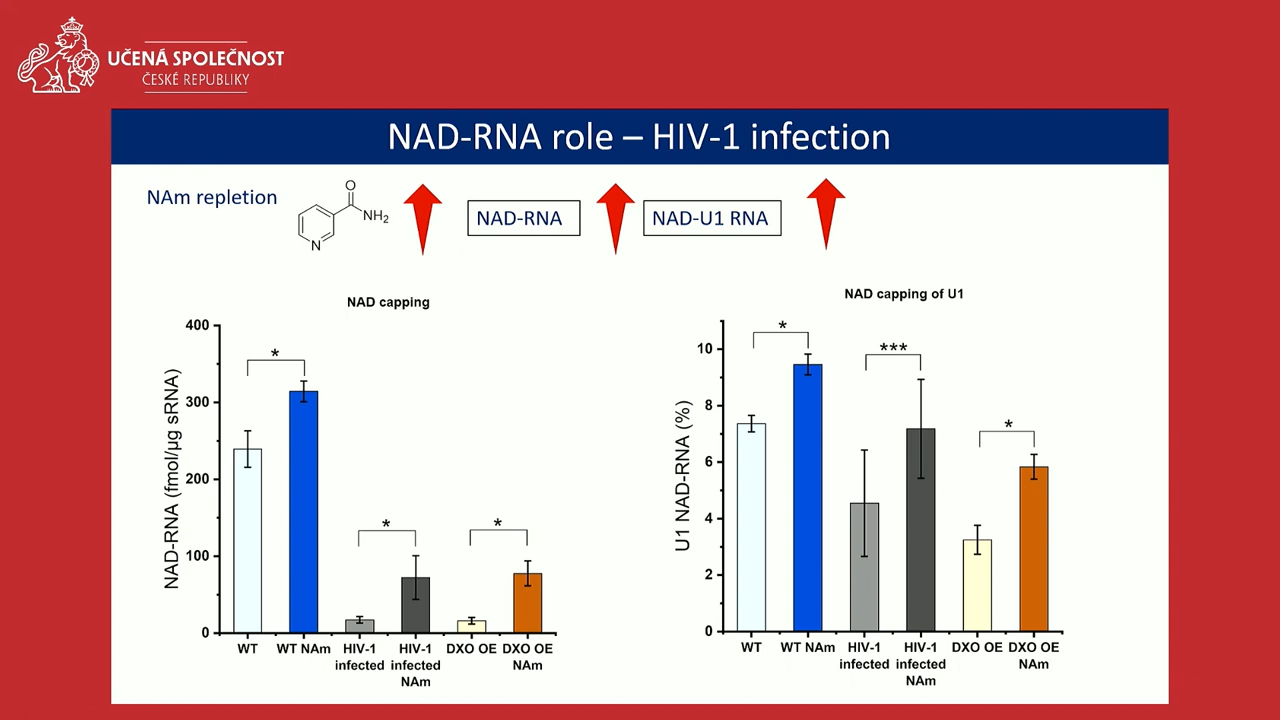 UČENÁ SPOLEČNOST
ČESKÉ REPUBLIKY
NAD-RNA role – HIV-1 infection
NAm repletion
O
NH2
N
NAD-RNA
NAD-U1 RNA
NAD capping
NAD-RNA (fmol/µg sRNA)
400
300
200
100
0
*
*
*
WT
WT NAm
HIV-1 infected
HIV-1 infected NAm
DXO OE
DXO OE NAm
NAD capping of U1
U1 NAD-RNA (%)
10
8
6
4
2
0
*
***
*
WT
WT NAm
HIV-1 infected
HIV-1 infected NAm
DXO OE
DXO OE NAm